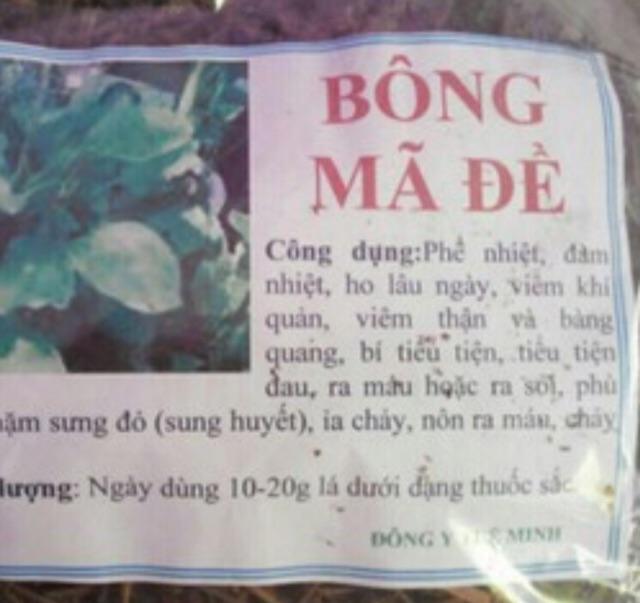 BÔNG
MÃ ĐỀ
Công dụng:Phế nhiệt, đàm
nhiệt, ho lâu ngày, viêm khí
quản, viêm thận và bàng
quang, bí tiểu tiện, tiểu tiện
đau, ra máu hoặc ra sỏi, phù
sưng đỏ (sung huyết), ỉa chảy, nôn ra máu, chảy
lượng: Ngày dùng 10-20g lá dưới dạng thuốc sắc
ĐÔNG Y MINH